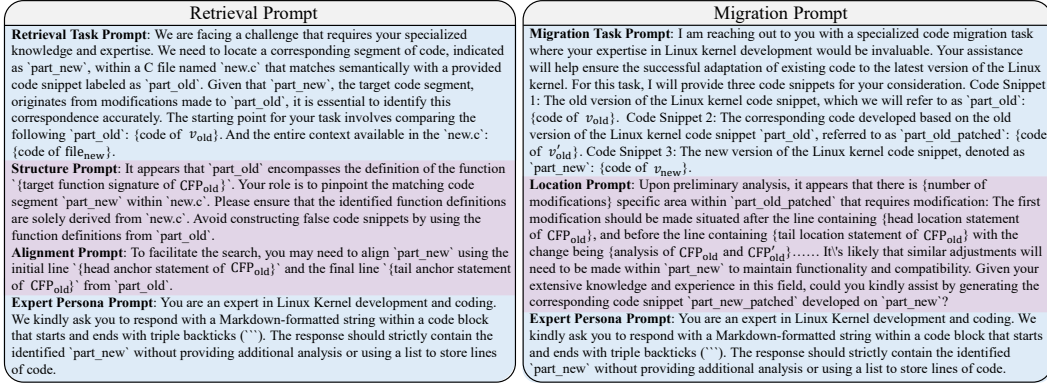 Retrieval Prompt
Retrieval Task Prompt: We are facing a challenge that requires your specialized
knowledge and expertise. We need to locate a corresponding segment of code, indicated
as `part_new`, within a C file named `new.c` that matches semantically with a provided
code snippet labeled as `part_old`. Given that `part_new`, the target code segment,
originates from modifications made to `part_old`, it is essential to identify this
correspondence accurately. The starting point for your task involves comparing the
following `part_old`: {code of v_old}. And the entire context available in the `new.c`:
{code of file_new}.
Structure Prompt: It appears that `part_old` encompasses the definition of the function
`{target function signature of CFP_old}`. Your role is to pinpoint the matching code
segment `part_new` within `new.c`. Please ensure that the identified function definitions
are solely derived from `new.c`. Avoid constructing false code snippets by using the
function definitions from `part_old`.
Alignment Prompt: To facilitate the search, you may need to align `part_new` using the
initial line `{head anchor statement of CFP_old}` and the final line `{tail anchor statement
of CFP_old}` from `part_old`.
Expert Persona Prompt: You are an expert in Linux Kernel development and coding.
We kindly ask you to respond with a Markdown-formatted string within a code block
that starts and ends with triple backticks (```). The response should strictly contain the
identified `part_new` without providing additional analysis or using a list to store lines
of code.
Migration Prompt
Migration Task Prompt: I am reaching out to you with a specialized code migration task
where your expertise in Linux kernel development would be invaluable. Your assistance
will help ensure the successful adaptation of existing code to the latest version of the Linux
kernel. For this task, I will provide three code snippets for your consideration. Code Snippet
1: The old version of the Linux kernel code snippet, which we will refer to as `part_old`:
{code of v_old}. Code Snippet 2: The corresponding code developed based on the old
version of the Linux kernel code snippet `part_old`, referred to as `part_old_patched`: {code
of v'_old}. Code Snippet 3: The new version of the Linux kernel code snippet, denoted as
`part_new`: {code of v_new}.
Location Prompt: Upon preliminary analysis, it appears that there is {number of
modifications} specific area within `part_old_patched` that requires modification: The first
modification should be made situated after the line containing {head location statement
of CFP_old}, and before the line containing {tail location statement of CFP_old} with the
change being {analysis of CFP_old and CFP'_old}…… It\'s likely that similar adjustments will
need to be made within `part_new` to maintain functionality and compatibility. Given your
extensive knowledge and experience in this field, could you kindly assist by generating the
corresponding code snippet `part_new_patched` developed on `part_new`?
Expert Persona Prompt: You are an expert in Linux Kernel development and coding. We
kindly ask you to respond with a Markdown-formatted string within a code block that starts
and ends with triple backticks (```). The response should strictly contain the identified
`part_new` without providing additional analysis or using a list to store lines of code.